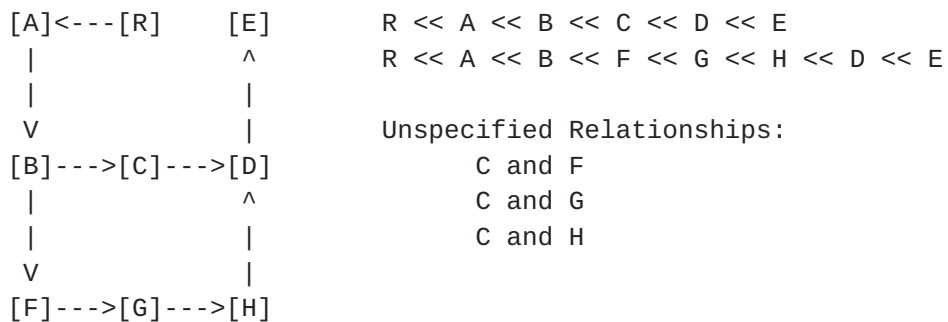 [A]<---[R]    [E]       R << A << B << C << D << E
 |             ^        R << A << B << F << G << H << D << E
 |             |
 V             |        Unspecified Relationships:
[B]--->[C]--->[D]             C and F
 |             ^              C and G
 |             |              C and H
 V             |
[F]--->[G]--->[H]